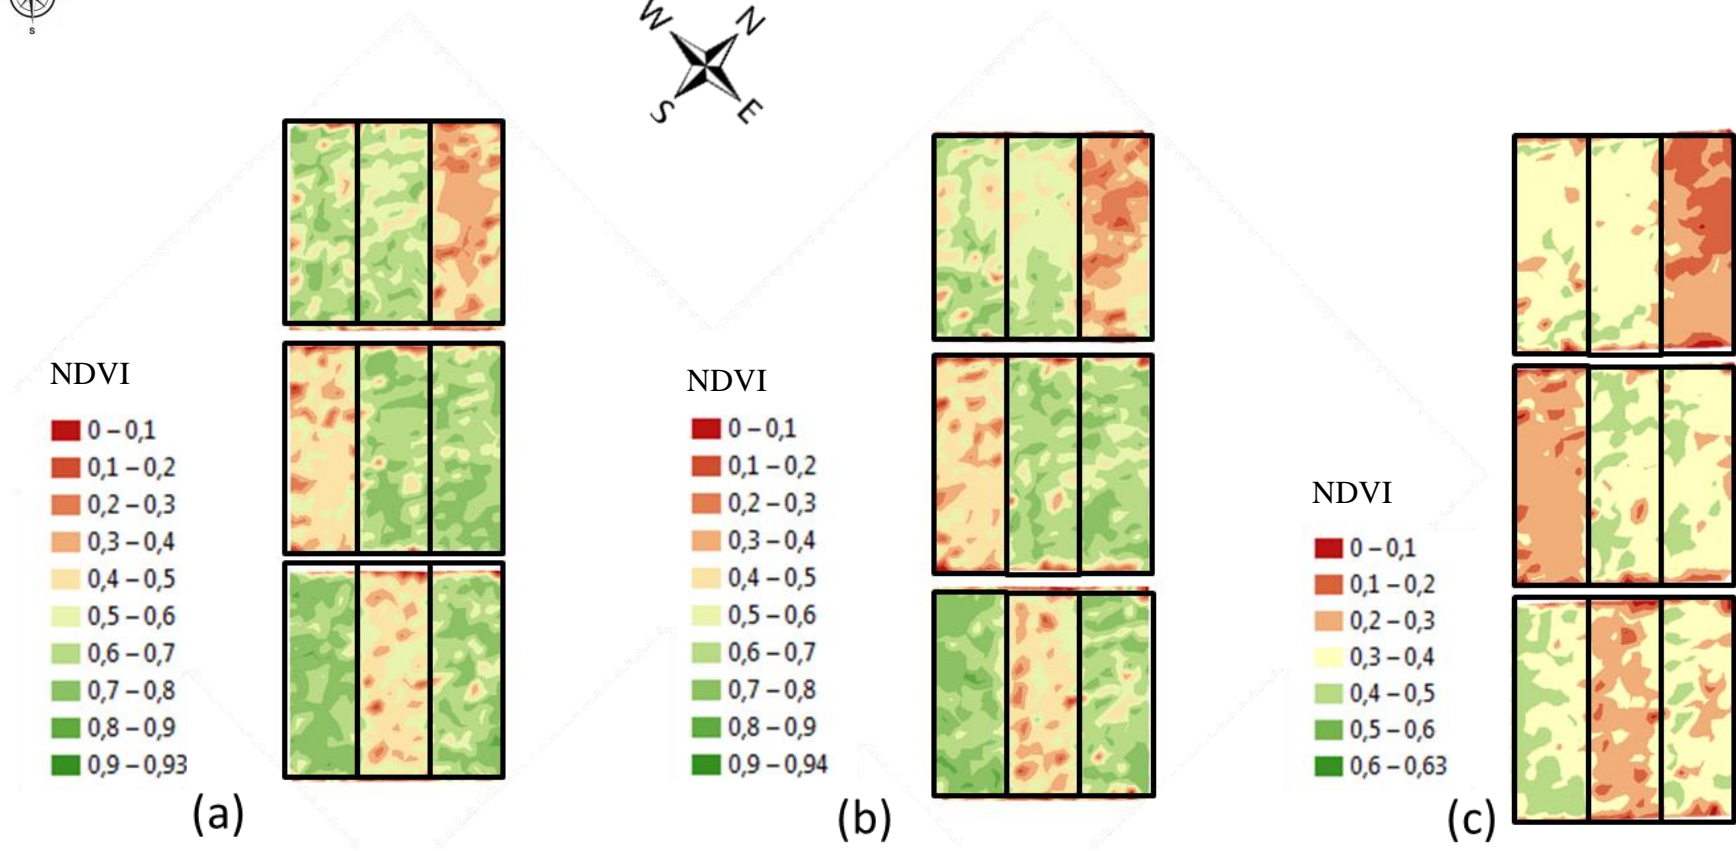 S
W N
S E
NDVI
0 – 0,1
0,1 – 0,2
0,2 – 0,3
0,3 – 0,4
0,4 – 0,5
0,5 – 0,6
0,6 – 0,7
0,7 – 0,8
0,8 – 0,9
0,9 – 0,93
(a)
NDVI
0 – 0,1
0,1 – 0,2
0,2 – 0,3
0,3 – 0,4
0,4 – 0,5
0,5 – 0,6
0,6 – 0,7
0,7 – 0,8
0,8 – 0,9
0,9 – 0,94
(b)
NDVI
0 – 0,1
0,1 – 0,2
0,2 – 0,3
0,3 – 0,4
0,4 – 0,5
0,5 – 0,6
0,6 – 0,63
(c)